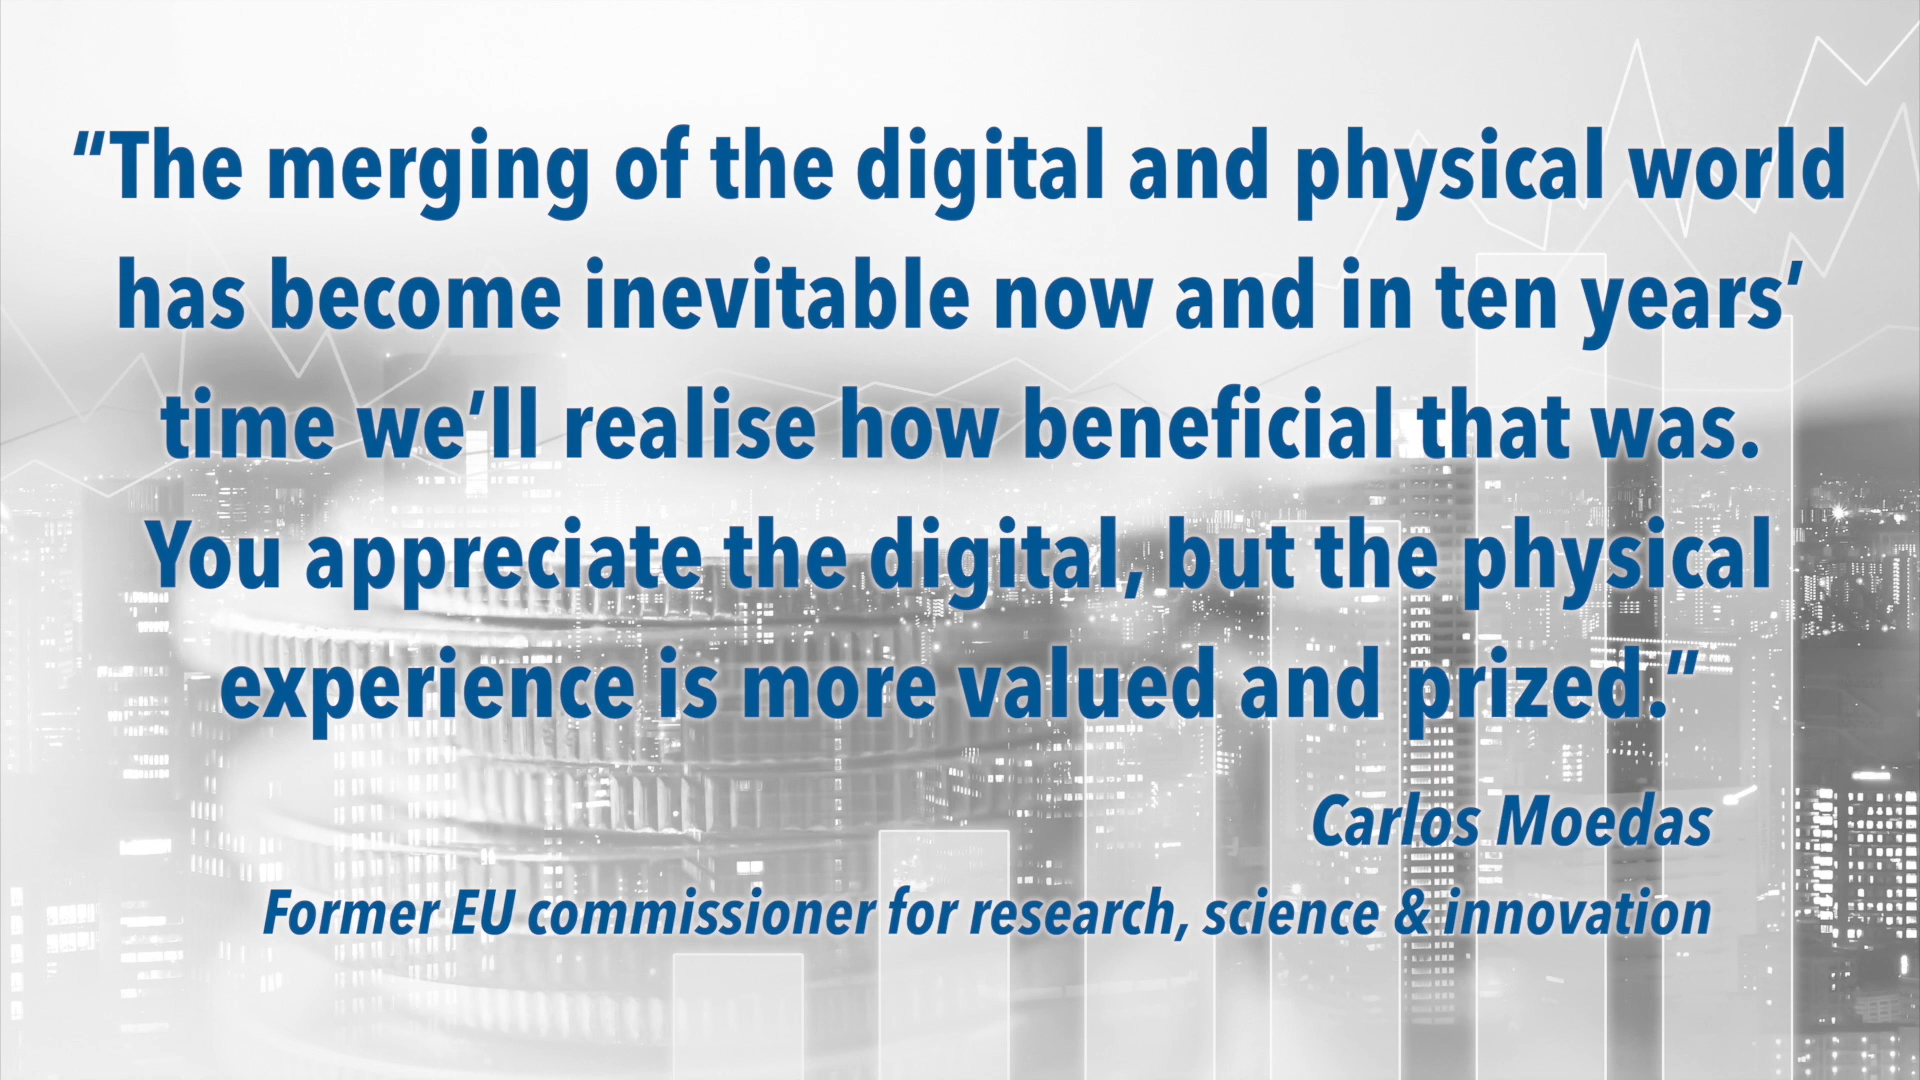 “The merging of the digital and physical world
has become inevitable now and in ten years’
time we’ll realise how beneficial that was.
You appreciate the digital, but the physical
experience is more valued and prized.”
Carlos Moedas
Former EU commissioner for research, science & innovation